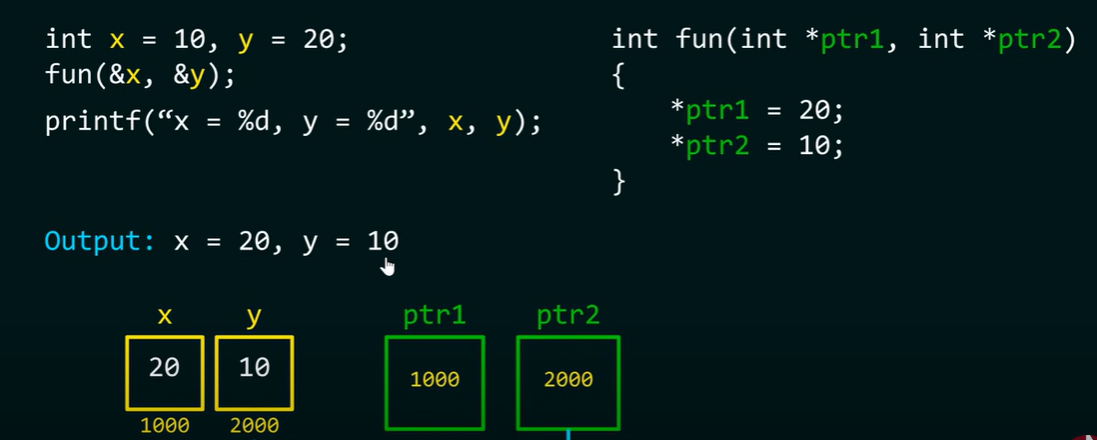 int x = 10, y = 20;
fun(&x, &y);
printf(“x = %d, y = %d”, x, y);
int fun(int *ptr1, int *ptr2)
{
*ptr1 = 20;
*ptr2 = 10;
}
Output: x = 20, y = 10
x y ptr1 ptr2
20 10 1000 2000
1000 2000